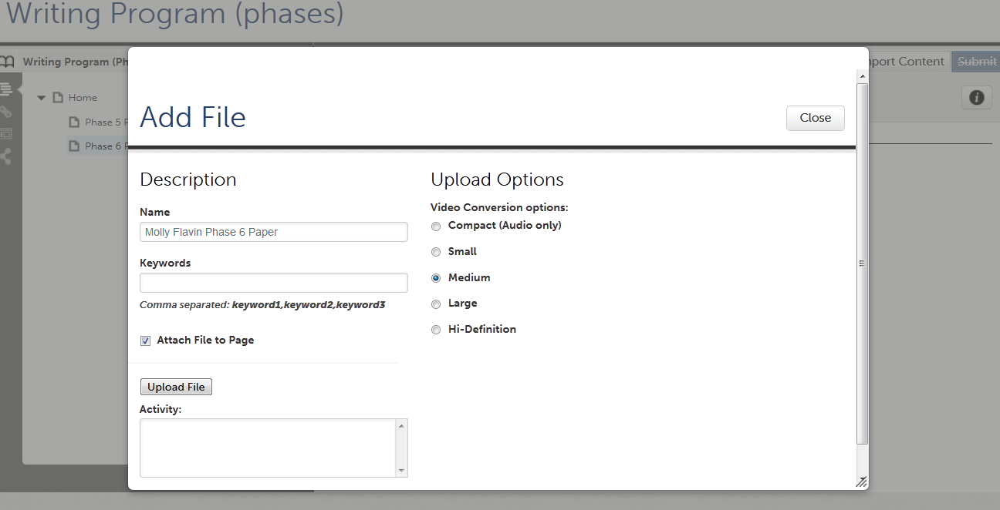 Writing Program (phases)
Writing Program (Ph
mport Content
Submit
Home
Phase 5 P
Phase 6 P
Add File
Close
Description
Name
Molly Flavin Phase 6 Paper
Keywords
Comma separated: keyword1,keyword2,keyword3
Attach File to Page
Upload File
Activity:
Upload Options
Video Conversion options:
Compact (Audio only)
Small
Medium
Large
Hi-Definition